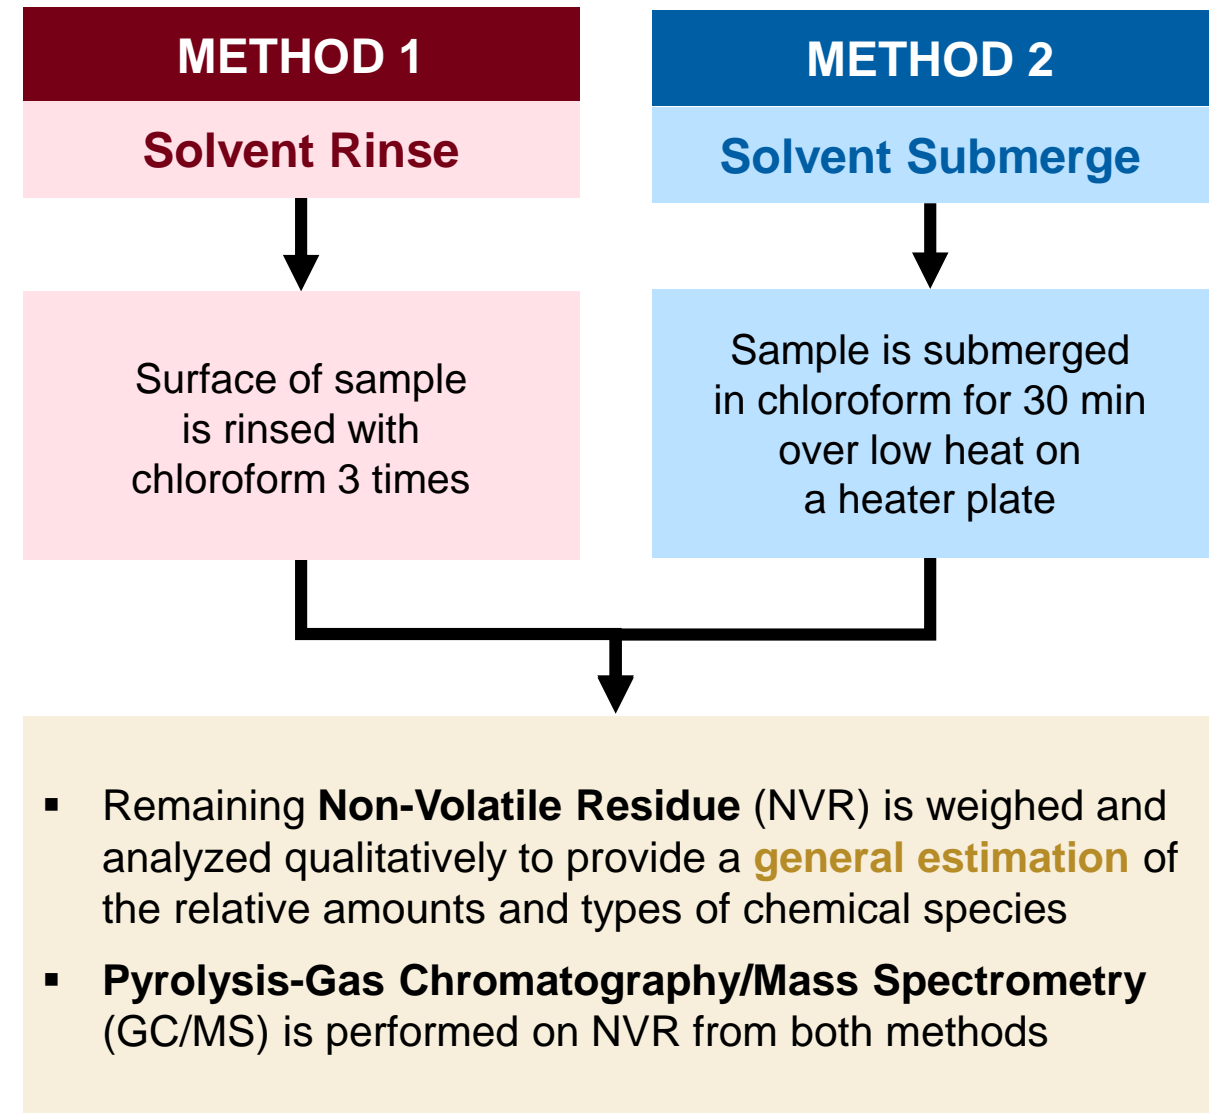 METHOD 1
Solvent Rinse
Surface of sample
is rinsed with
chloroform 3 times
METHOD 2
Solvent Submerge
Sample is submerged
in chloroform for 30 min
over low heat on
a heater plate
▪ Remaining Non-Volatile Residue (NVR) is weighed and
analyzed qualitatively to provide a general estimation of
the relative amounts and types of chemical species
▪ Pyrolysis-Gas Chromatography/Mass Spectrometry
(GC/MS) is performed on NVR from both methods